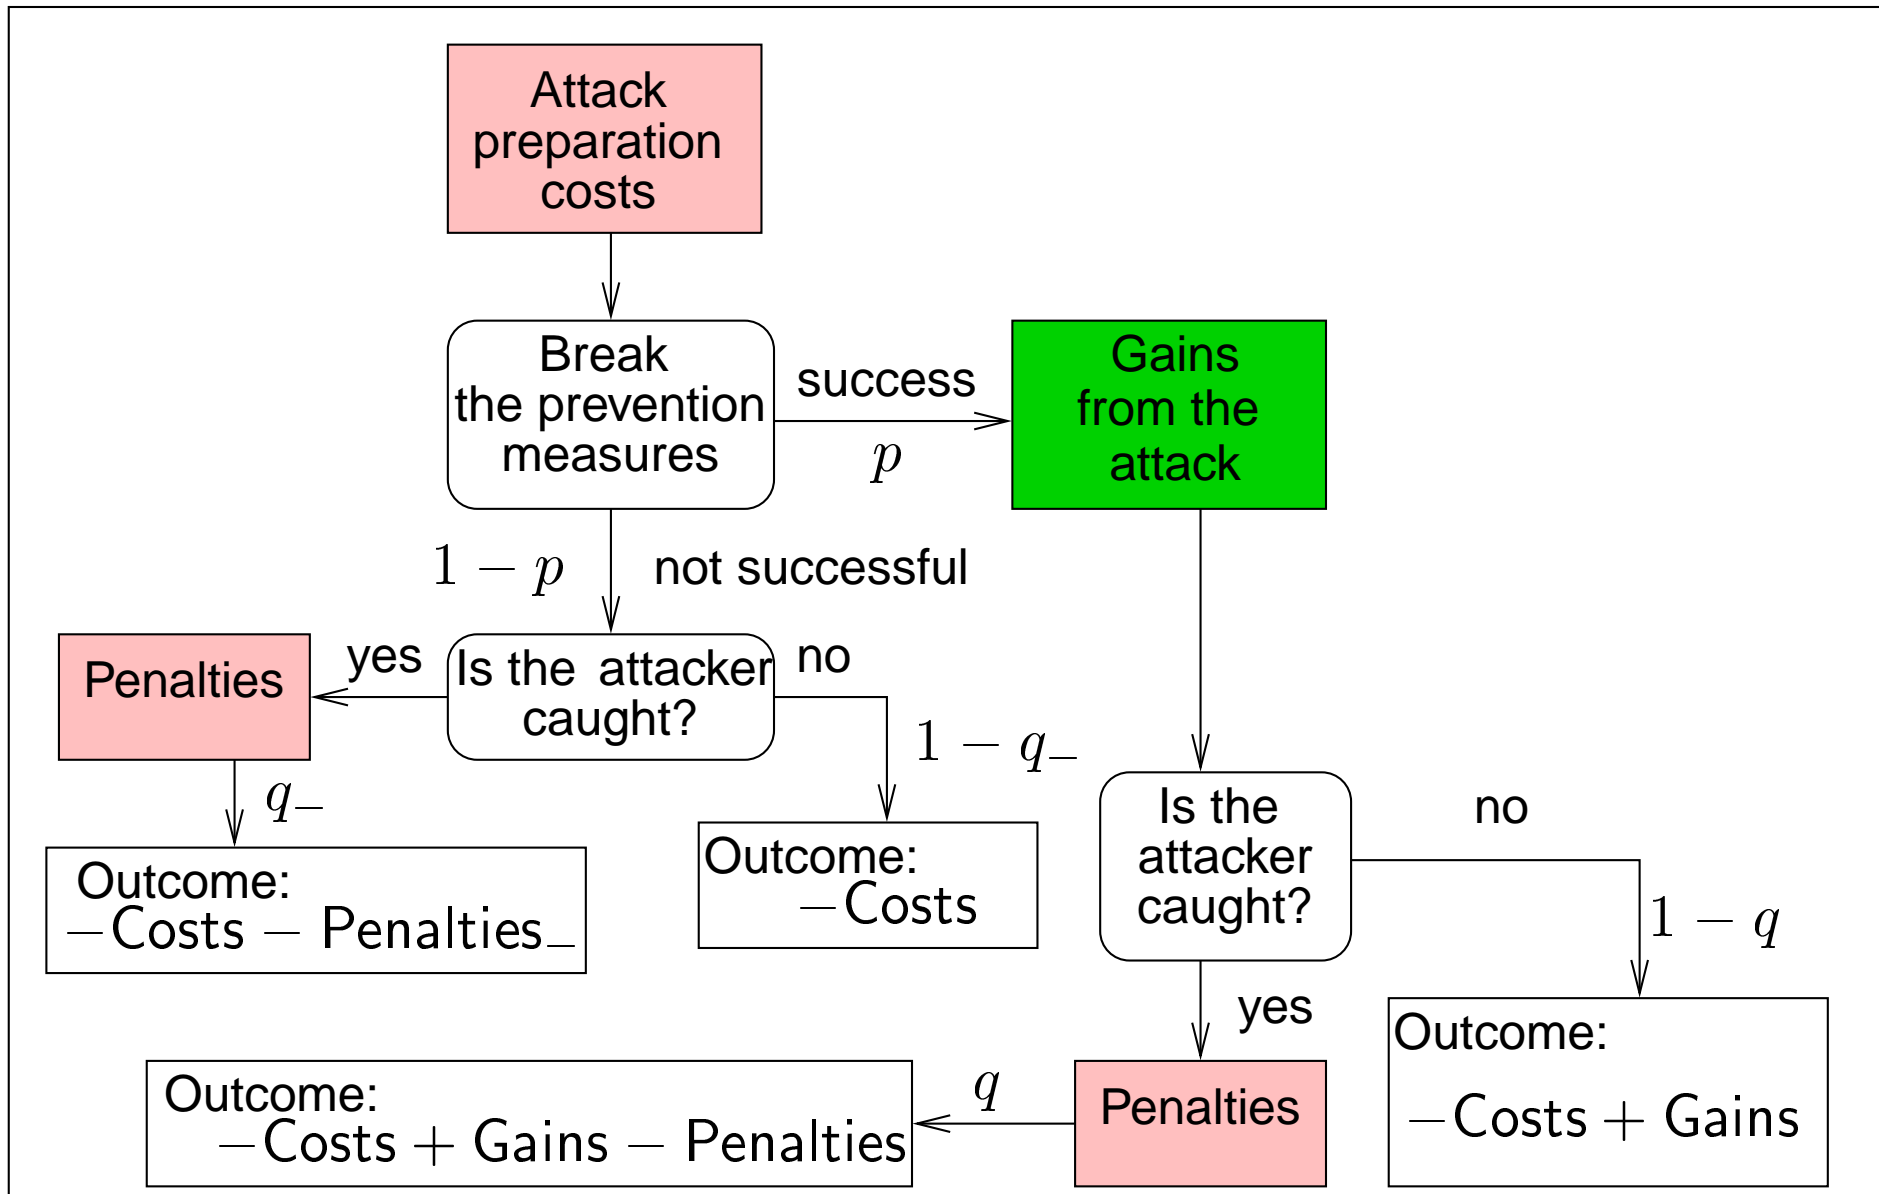 Attack
preparation
costs
Break
the prevention
measures
success
p
Gains
from the
attack
1 − p
not successful
Penalties
yes
Is the attacker
caught?
no
1 − q₋
q₋
Outcome:
−Costs − Penalties₋
Outcome:
−Costs
Is the
attacker
caught?
no
1 − q
yes
Outcome:
−Costs + Gains − Penalties
q
Penalties
Outcome:
−Costs + Gains